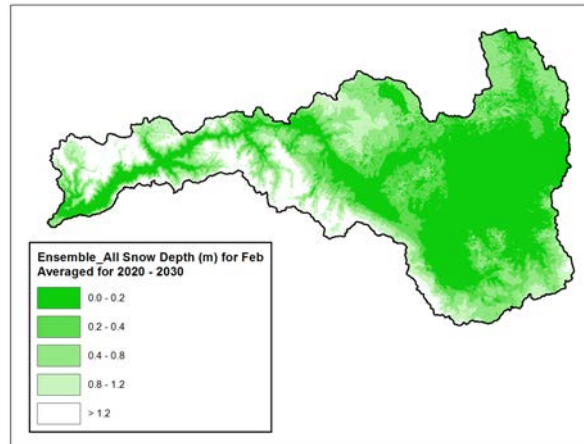 Ensemble_All Snow Depth (m) for Feb
Averaged for 2020 - 2030
0.0 - 0.2
0.2 - 0.4
0.4 - 0.8
0.8 - 1.2
> 1.2